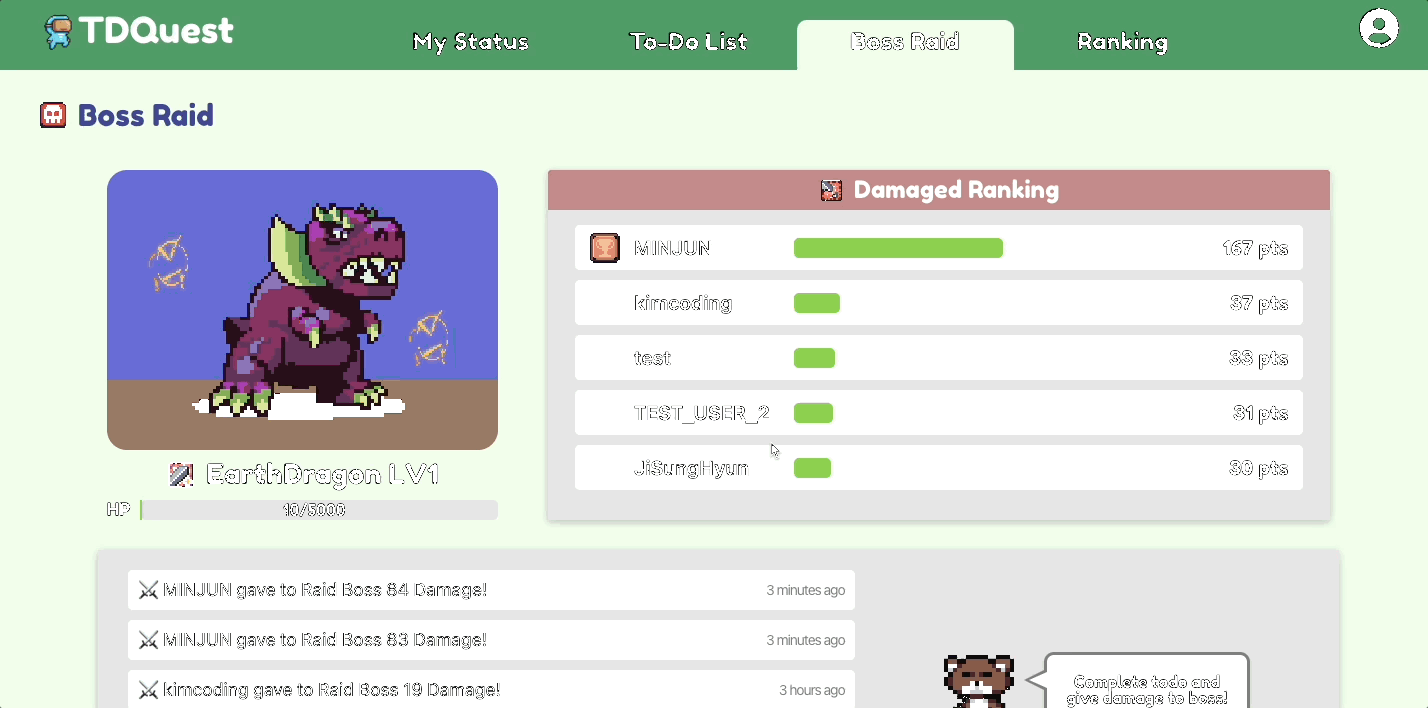 TDQuest
My Status
To-Do List
Boss Raid
Ranking
Boss Raid
EarthDragon LV1
HP
10/5000
Damaged Ranking
MINJUN
167 pts
kimcoding
37 pts
test
33 pts
TEST_USER_2
31 pts
JiSungHyun
30 pts
MINJUN gave to Raid Boss 84 Damage!
3 minutes ago
MINJUN gave to Raid Boss 83 Damage!
3 minutes ago
kimcoding gave to Raid Boss 19 Damage!
3 hours ago
Complete todo and
give damage to boss!